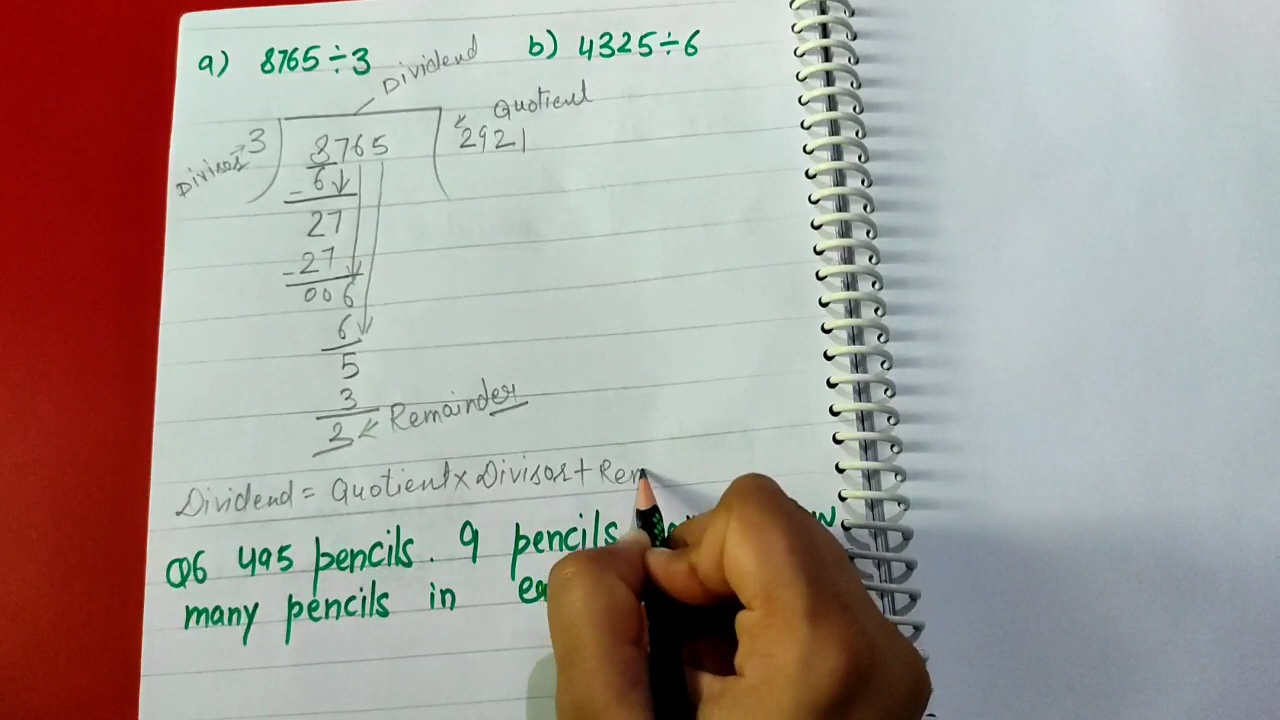 a) 8765÷3
b) 4325÷6
Dividend
Quotient
Divisor
3
8765
2921
-6
27
-27
006
6
5
3
2
Remainder
Dividend = Quotient x Divisor + Rem
Q6 495 pencils. 9 pencils
many pencils in